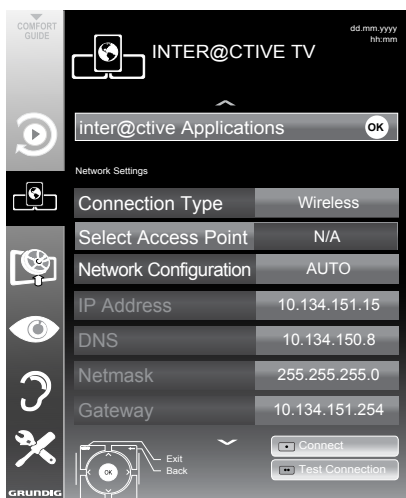 COMFORT
GUIDE
INTER@CTIVE TV
dd.mm.yyyy
hh:mm
inter@ctive Applications OK
Network Settings
Connection Type Wireless
Select Access Point N/A
Network Configuration AUTO
IP Address 10.134.151.15
DNS 10.134.150.8
Netmask 255.255.255.0
Gateway 10.134.151.254
OK
Exit
Back
Connect
Test Connection
GRUNDIG